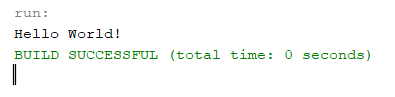 run:
Hello World!
BUILD SUCCESSFUL (total time: 0 seconds)